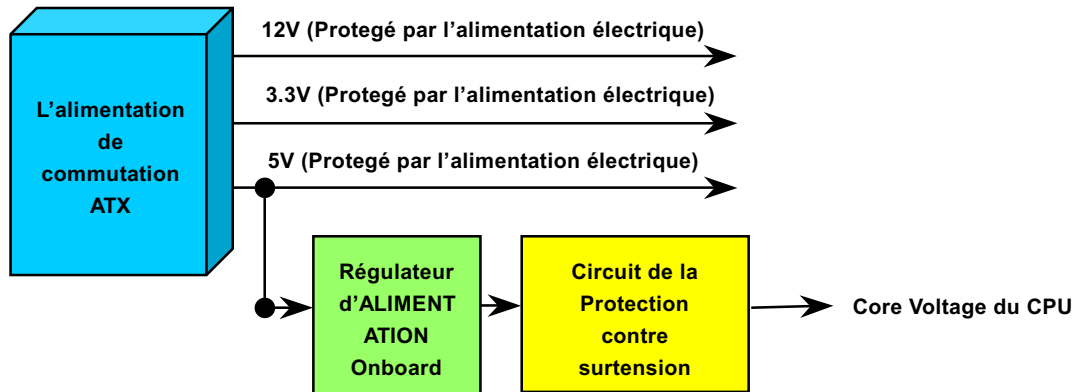 12V (Protegé par l’alimentation électrique)
3.3V (Protegé par l’alimentation électrique)
5V (Protegé par l’alimentation électrique)
L’alimentation
de
commutation
ATX
Régulateur
d’ALIMENT
ATION
Onboard
Circuit de la
Protection
contre
surtension
Core Voltage du CPU